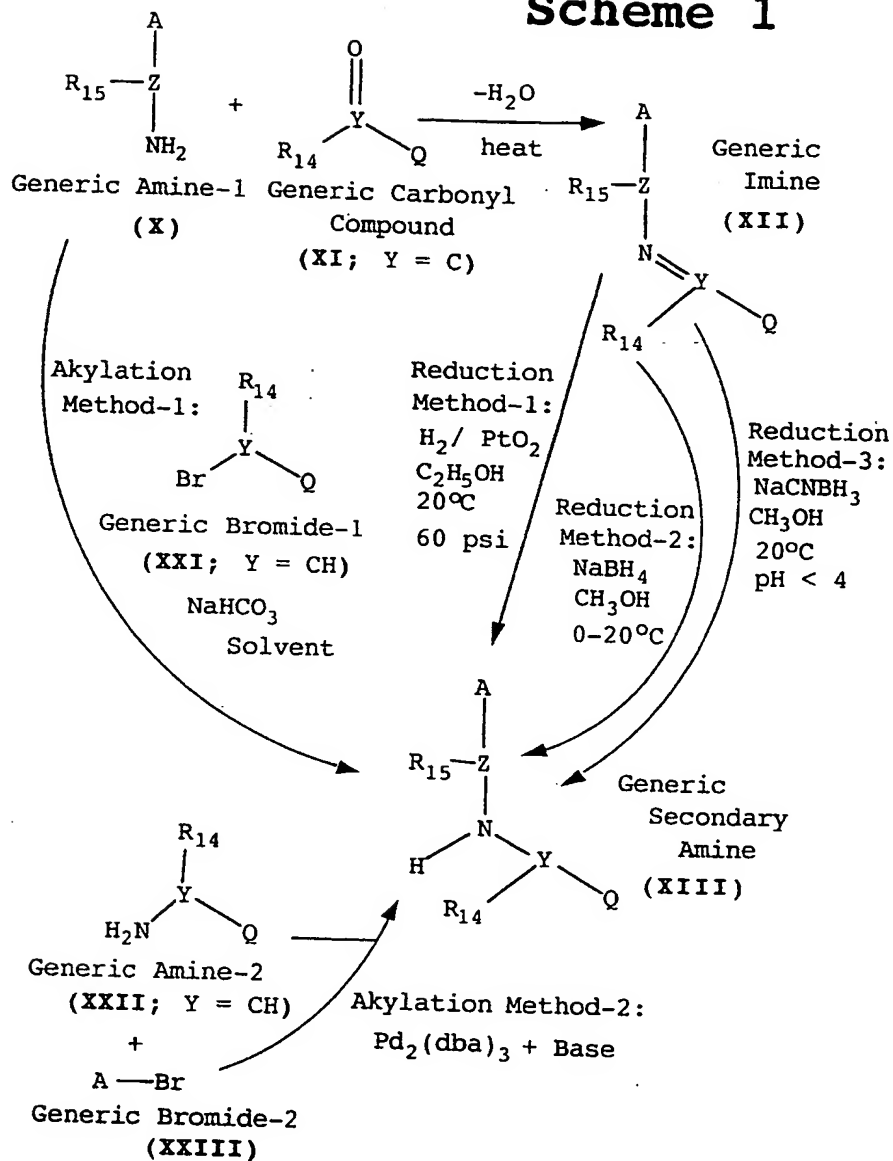 Scheme 1
A
R15—Z
NH2
+
O
Y
R14 Q
-H2O
heat
Generic Amine-1
(X)
Generic Carbonyl
Compound
(XI; Y = C)
A
R15—Z
N
Y
R14 Q
Generic
Imine
(XII)
Akylation
Method-1:
R14
Y
Br Q
Generic Bromide-1
(XXI; Y = CH)
NaHCO3
Solvent
Reduction
Method-1:
H2/ PtO2
C2H5OH
20°C
60 psi
Reduction
Method-2:
NaBH4
CH3OH
0-20°C
Reduction
Method-3:
NaCNBH3
CH3OH
20°C
pH < 4
A
R15—Z
N
H Y
R14 Q
Generic
Secondary
Amine
(XIII)
R14
Y
H2N Q
Generic Amine-2
(XXII; Y = CH)
+
A—Br
Generic Bromide-2
(XXIII)
Akylation Method-2:
Pd2(dba)3 + Base